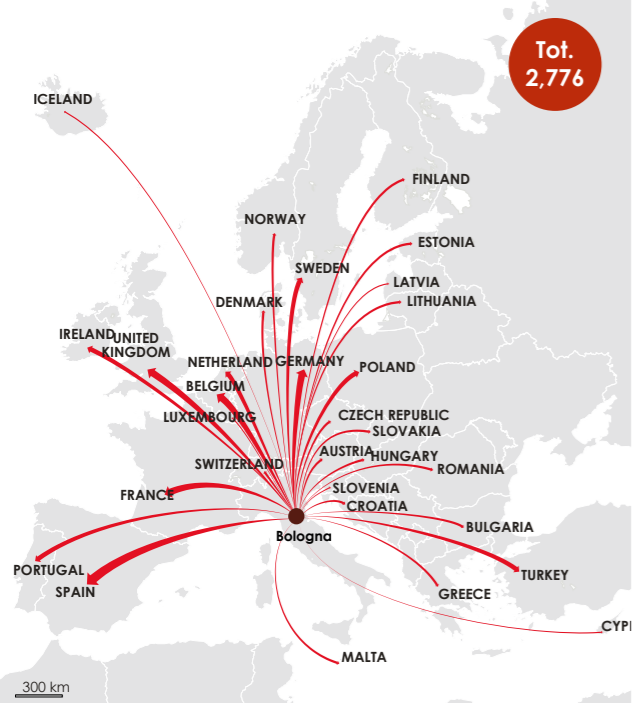 Tot.
2,776
ICELAND
FINLAND
NORWAY
ESTONIA
SWEDEN
LATVIA
DENMARK
LITHUANIA
IRELAND
UNITED
KINGDOM
NETHERLAND
GERMANY
POLAND
BELGIUM
LUXEMBOURG
CZECH REPUBLIC
SLOVAKIA
AUSTRIA
HUNGARY
SWITZERLAND
ROMANIA
SLOVENIA
FRANCE
CROATIA
BULGARIA
Bologna
PORTUGAL
TURKEY
SPAIN
GREECE
CYP
MALTA
300 km